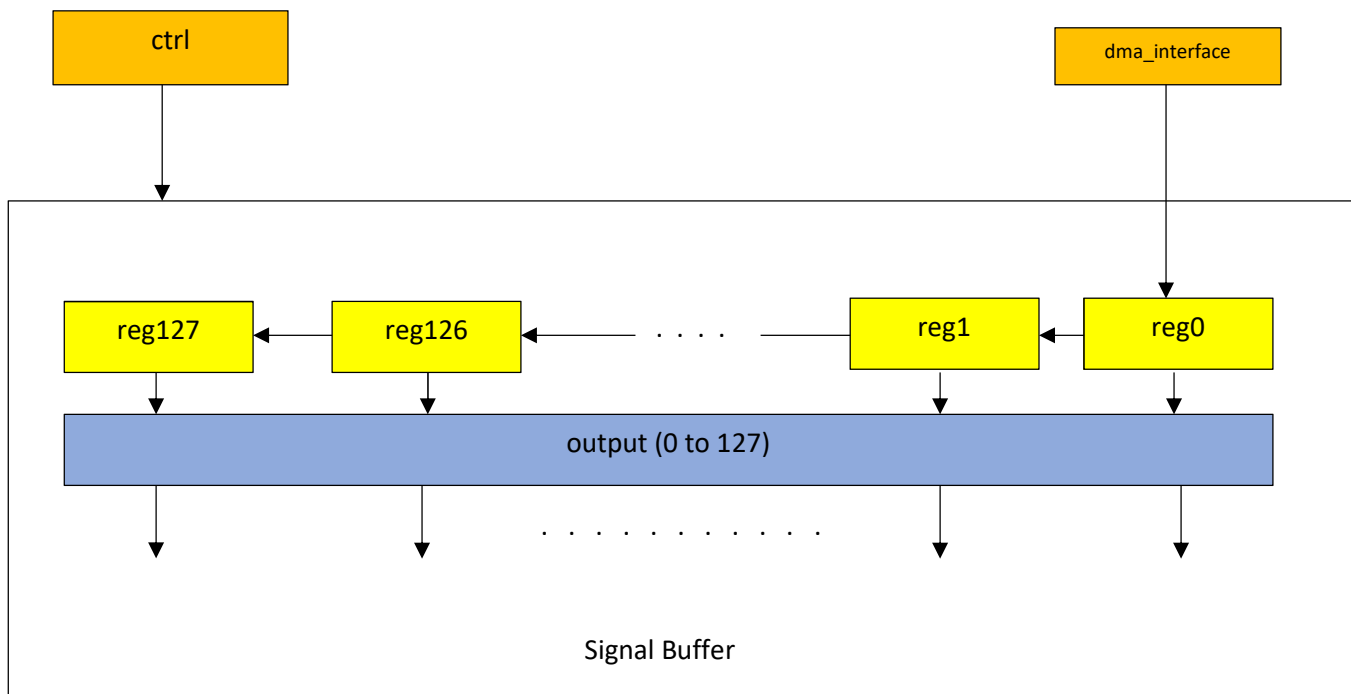 ctrl
dma_interface
reg127
reg126
. . . .
reg1
reg0
output (0 to 127)
. . . . . . . . . . .
Signal Buffer